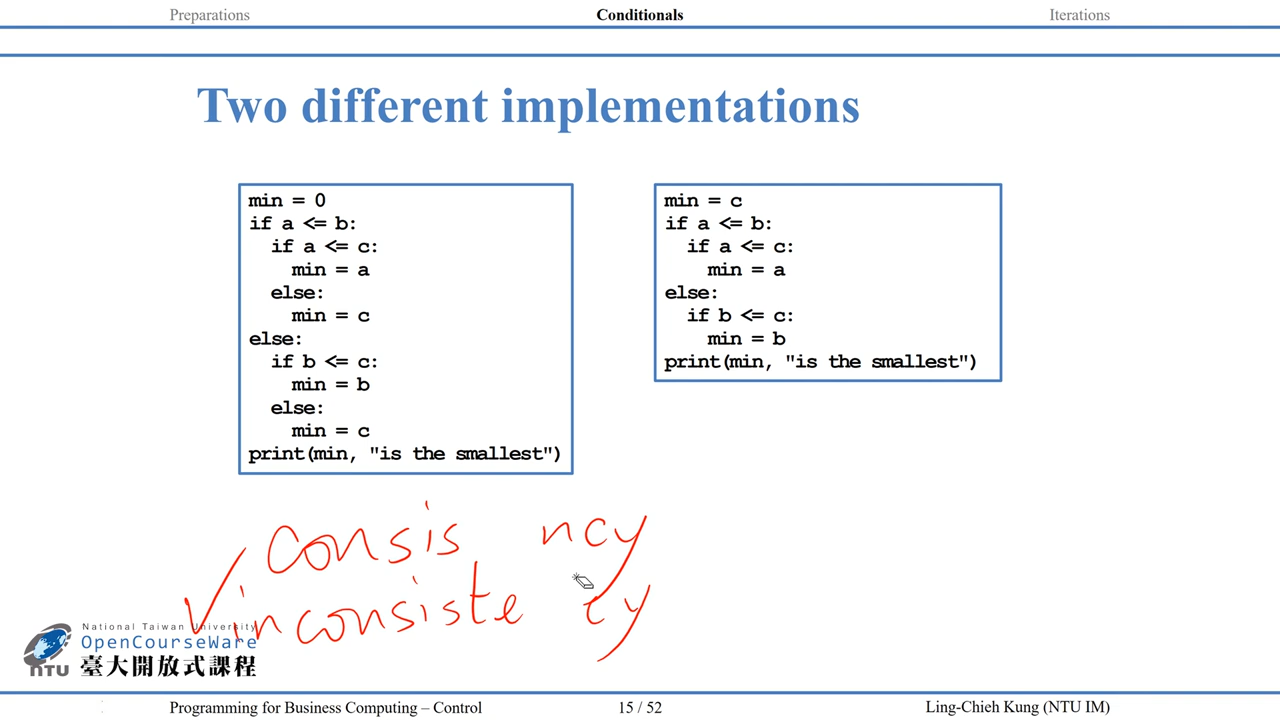 Preparations Conditionals Iterations
Two different implementations
min = 0
if a <= b:
  if a <= c:
    min = a
  else:
    min = c
else:
  if b <= c:
    min = b
  else:
    min = c
print(min, "is the smallest")
min = c
if a <= b:
  if a <= c:
    min = a
else:
  if b <= c:
    min = b
print(min, "is the smallest")
consis ncy
inconsiste cy
National Taiwan University
OpenCourseWare
NTU 臺大開放式課程
Programming for Business Computing – Control 15 / 52 Ling-Chieh Kung (NTU IM)